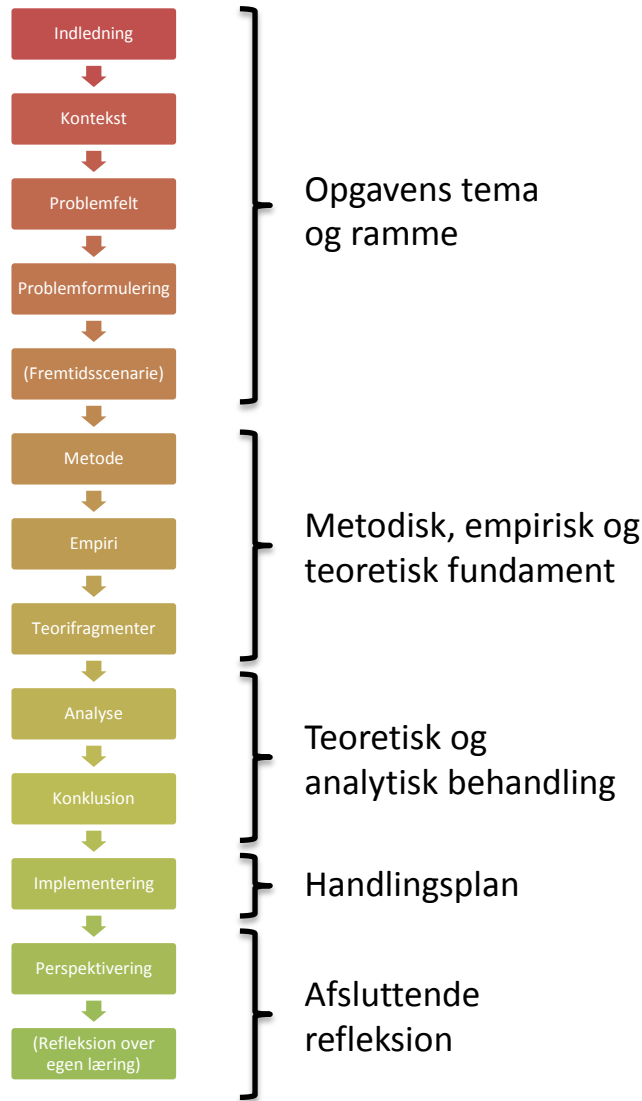 Indledning
Kontekst
Problemfelt
Problemformulering
(Fremtidsscenarie)
Opgavens tema
og ramme
Metode
Empiri
Teorifragmenter
Metodisk, empirisk og
teoretisk fundament
Analyse
Konklusion
Teoretisk og
analytisk behandling
Implementering
Handlingsplan
Perspektivering
(Refleksion over
egen læring)
Afsluttende
refleksion